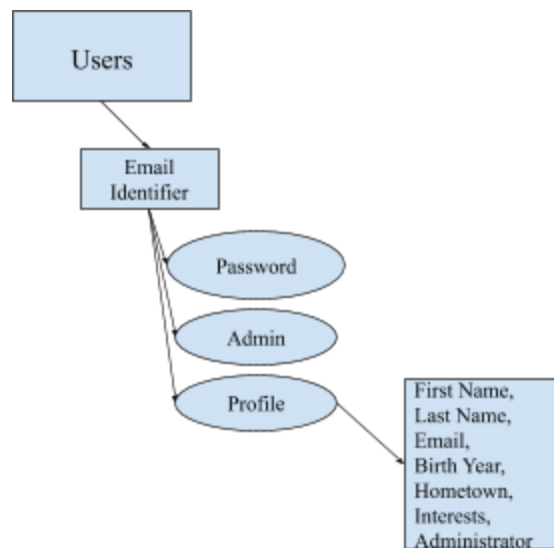 Users
Email
Identifier
Password
Admin
Profile
First Name,
Last Name,
Email,
Birth Year,
Hometown,
Interests,
Administrator